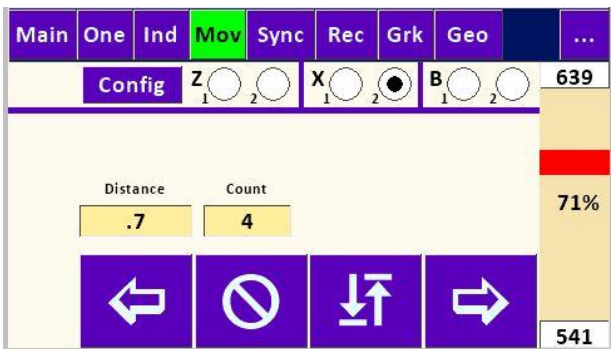 Main One Ind Mov Sync Rec Grk Geo ...
Config Z 1 2 X 1 2 B 1 2 639
71%
Distance Count
.7 4
541